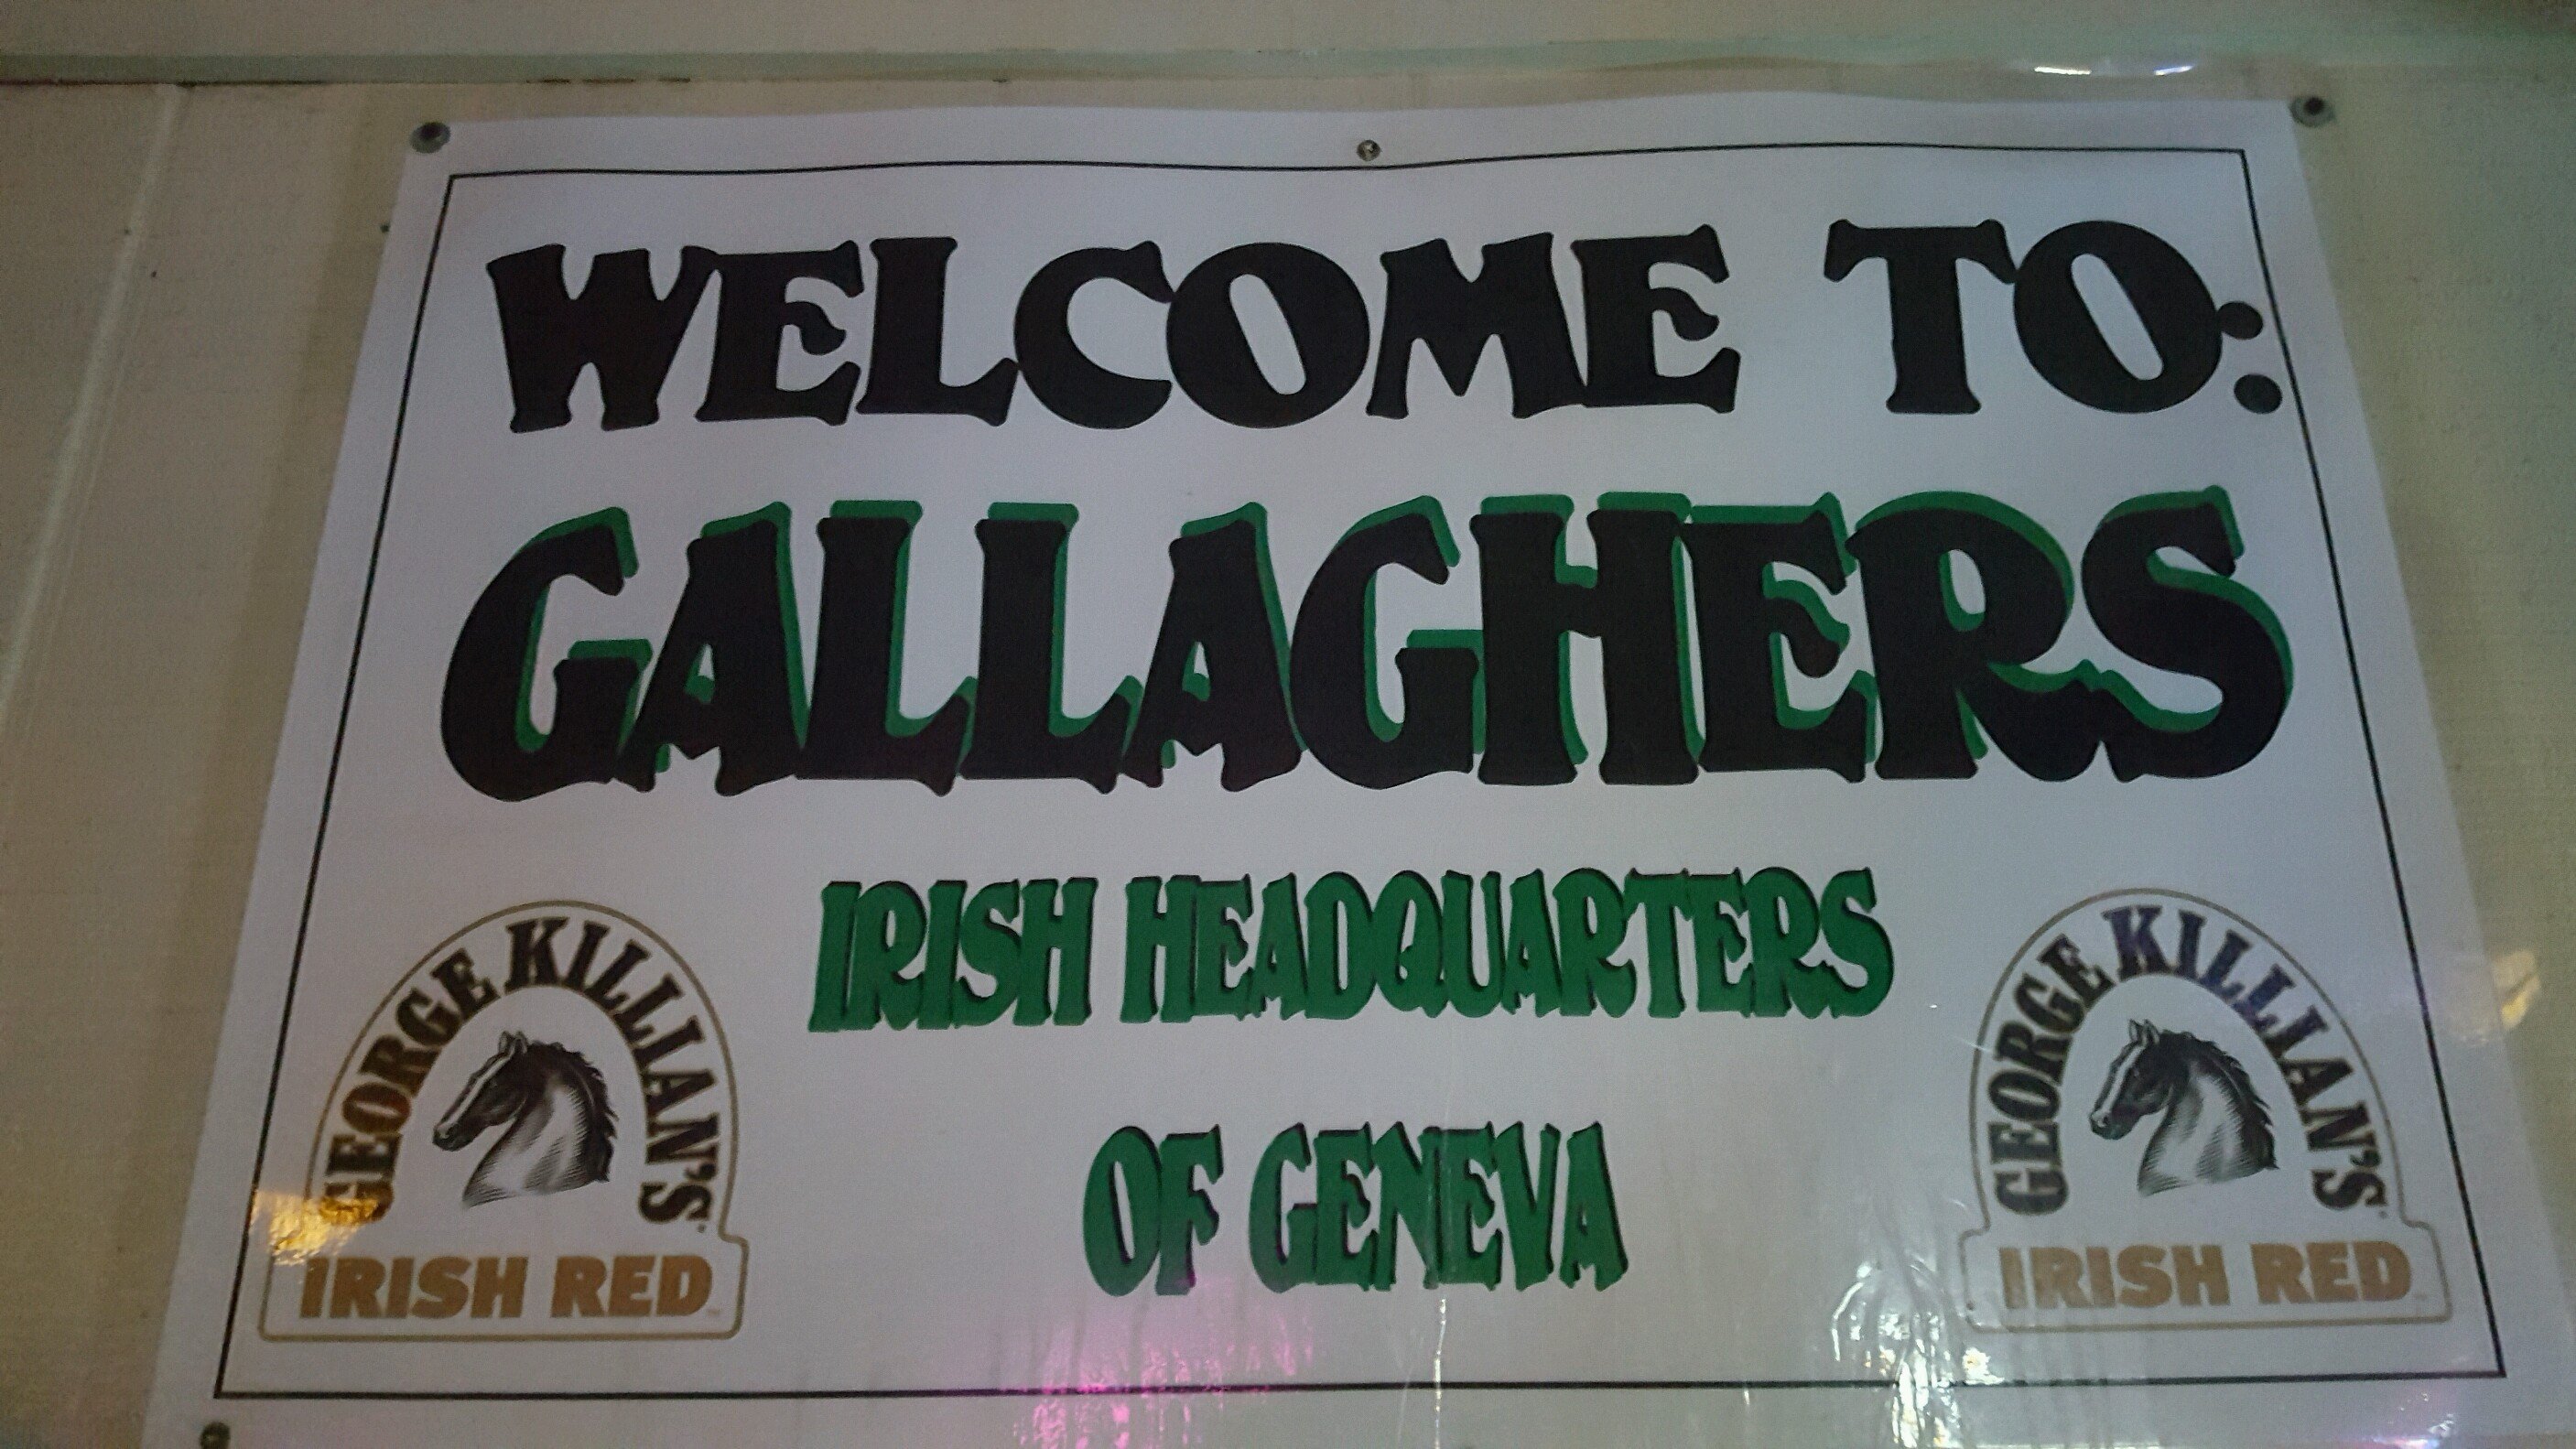 WELCOME TO:
GALLAGHERS
IRISH HEADQUARTERS
OF GENEVA
GEORGE KILLIAN'S
IRISH RED
GEORGE KILLIAN'S
IRISH RED